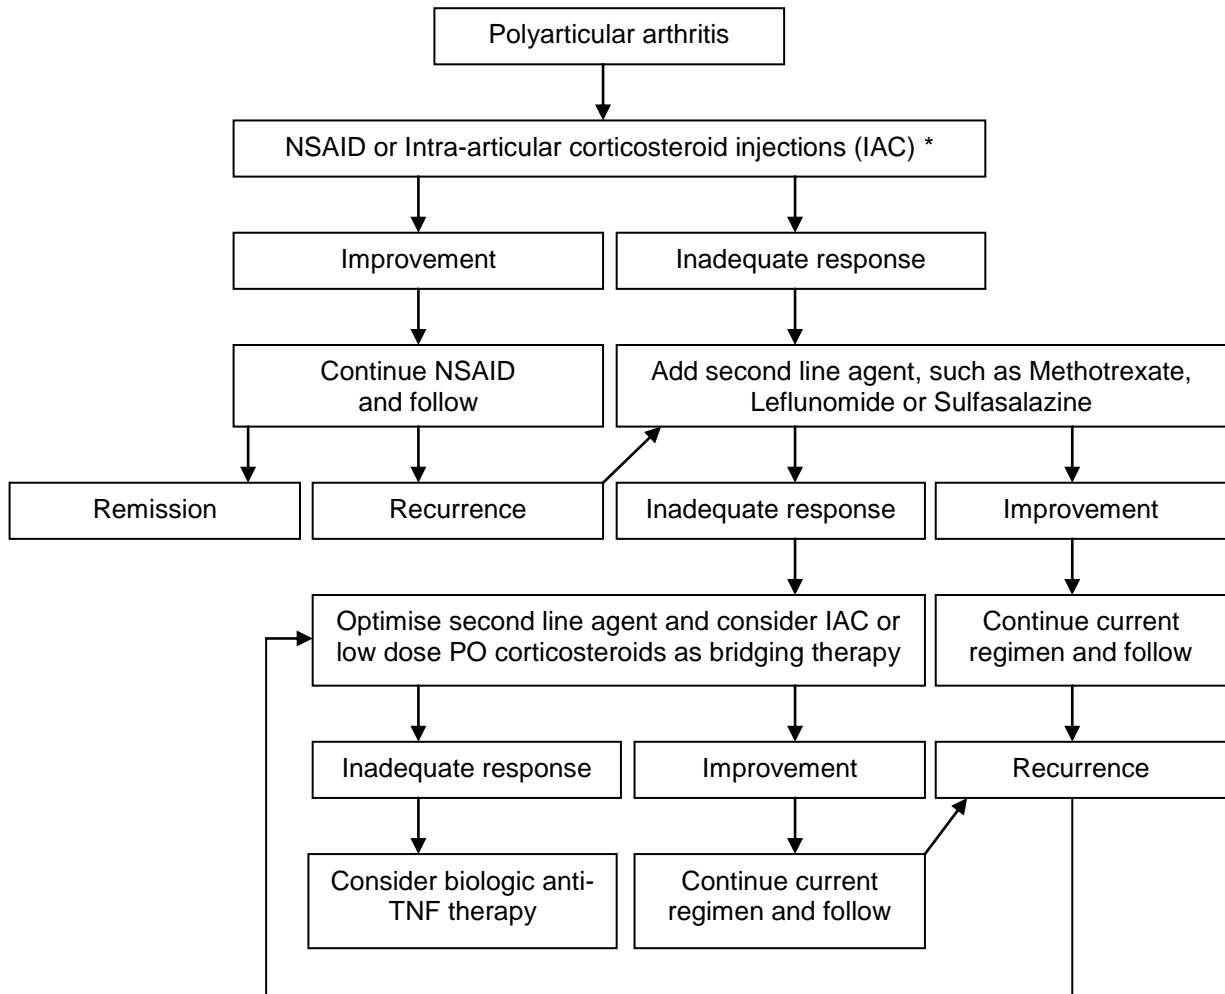 Polyarticular arthritis
NSAID or Intra-articular corticosteroid injections (IAC) *
Improvement
Inadequate response
Continue NSAID
and follow
Add second line agent, such as Methotrexate,
Leflunomide or Sulfasalazine
Remission
Recurrence
Inadequate response
Improvement
Optimise second line agent and consider IAC or
low dose PO corticosteroids as bridging therapy
Continue current
regimen and follow
Inadequate response
Improvement
Recurrence
Consider biologic anti-
TNF therapy
Continue current
regimen and follow